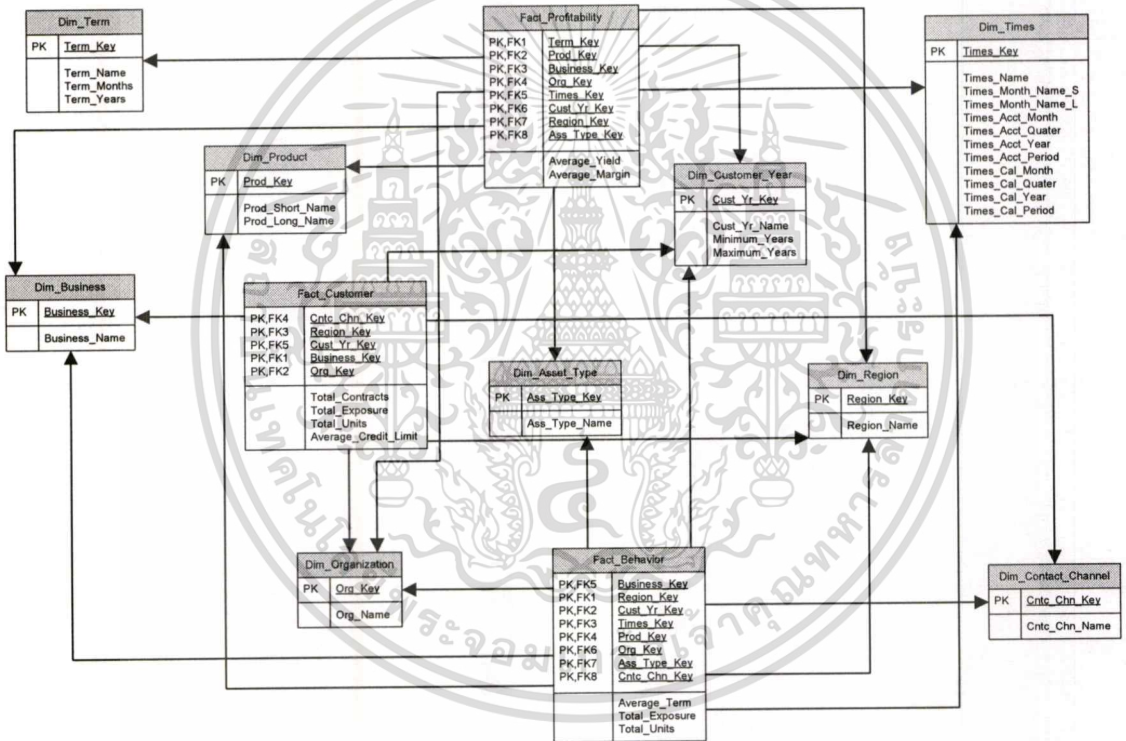 Dim_Term
PK Term_Key
Term_Name
Term_Months
Term_Years
Fact_Profitability
PK,FK1 Term_Key
PK,FK2 Prod_Key
PK,FK3 Business_Key
PK,FK4 Org_Key
PK,FK5 Times_Key
PK,FK6 Cust_Yr_Key
PK,FK7 Region_Key
PK,FK8 Ass_Type_Key
Average_Yield
Average_Margin
Dim_Times
PK Times_Key
Times_Name
Times_Month_Name_S
Times_Month_Name_L
Times_Acct_Month
Times_Acct_Quater
Times_Acct_Year
Times_Acct_Period
Times_Cal_Month
Times_Cal_Quater
Times_Cal_Year
Times_Cal_Period
Dim_Product
PK Prod_Key
Prod_Short_Name
Prod_Long_Name
Dim_Customer_Year
PK Cust_Yr_Key
Cust_Yr_Name
Minimum_Years
Maximum_Years
Dim_Business
PK Business_Key
Business_Name
Fact_Customer
PK,FK4 Cntc_Chn_Key
PK,FK3 Region_Key
PK,FK5 Cust_Yr_Key
PK,FK1 Business_Key
PK,FK2 Org_Key
Total_Contracts
Total_Exposure
Total_Units
Average_Credit_Limit
Dim_Asset_Type
PK Ass_Type_Key
Ass_Type_Name
Dim_Region
PK Region_Key
Region_Name
Dim_Organization
PK Org_Key
Org_Name
Fact_Behavior
PK,FK5 Business_Key
PK,FK1 Region_Key
PK,FK2 Cust_Yr_Key
PK,FK3 Times_Key
PK,FK4 Prod_Key
PK,FK6 Org_Key
PK,FK7 Ass_Type_Key
PK,FK8 Cntc_Chn_Key
Average_Term
Total_Exposure
Total_Units
Dim_Contact_Channel
PK Cntc_Chn_Key
Cntc_Chn_Name